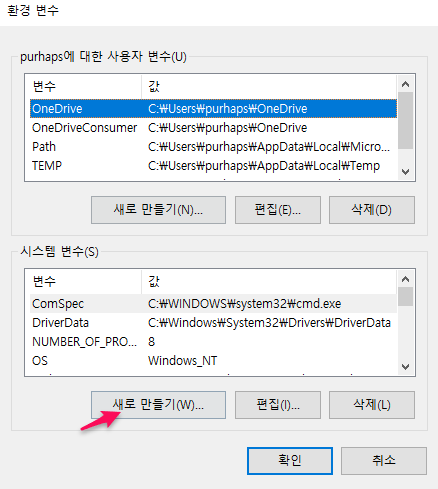 환경 변수
purhaps에 대한 사용자 변수(U)
변수 값
OneDrive C:₩Users₩purhaps₩OneDrive
OneDriveConsumer C:₩Users₩purhaps₩OneDrive
Path C:₩Users₩purhaps₩AppData₩Local₩Micro...
TEMP C:₩Users₩purhaps₩AppData₩Local₩Temp
새로 만들기(N)... 편집(E)... 삭제(D)
시스템 변수(S)
변수 값
ComSpec C:₩WINDOWS₩system32₩cmd.exe
DriverData C:₩Windows₩System32₩Drivers₩DriverData
NUMBER_OF_PRO... 8
OS Windows_NT
새로 만들기(W)... 편집(I)... 삭제(L)
확인 취소